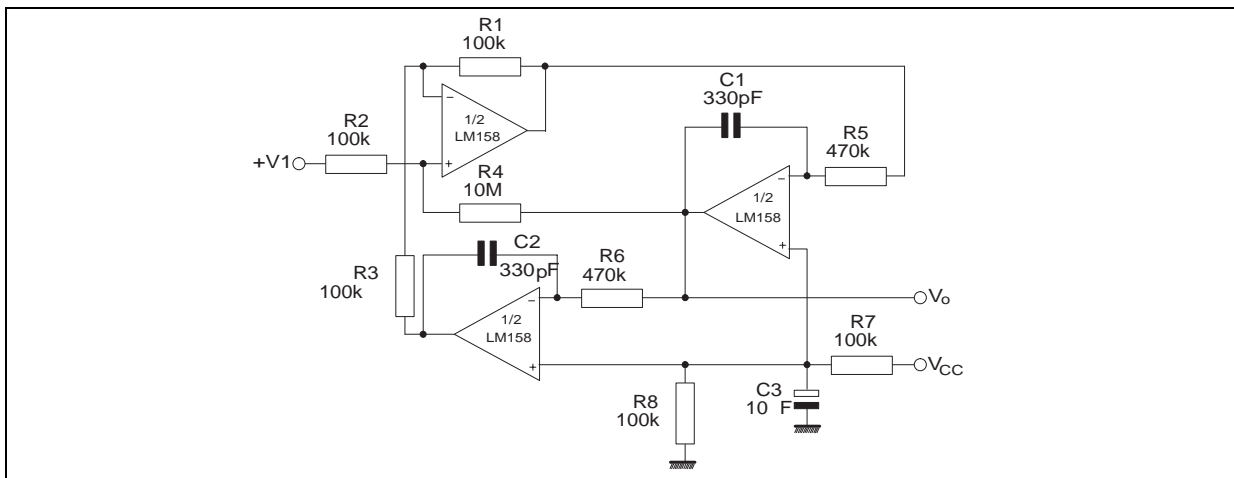 R1
100k
C1
330pF
R2
100k
1/2
LM158
R5
470k
+V1
R4
10M
1/2
LM158
C2
330pF
R6
470k
R3
100k
1/2
LM158
Vo
R7
100k
VCC
C3
10 F
R8
100k